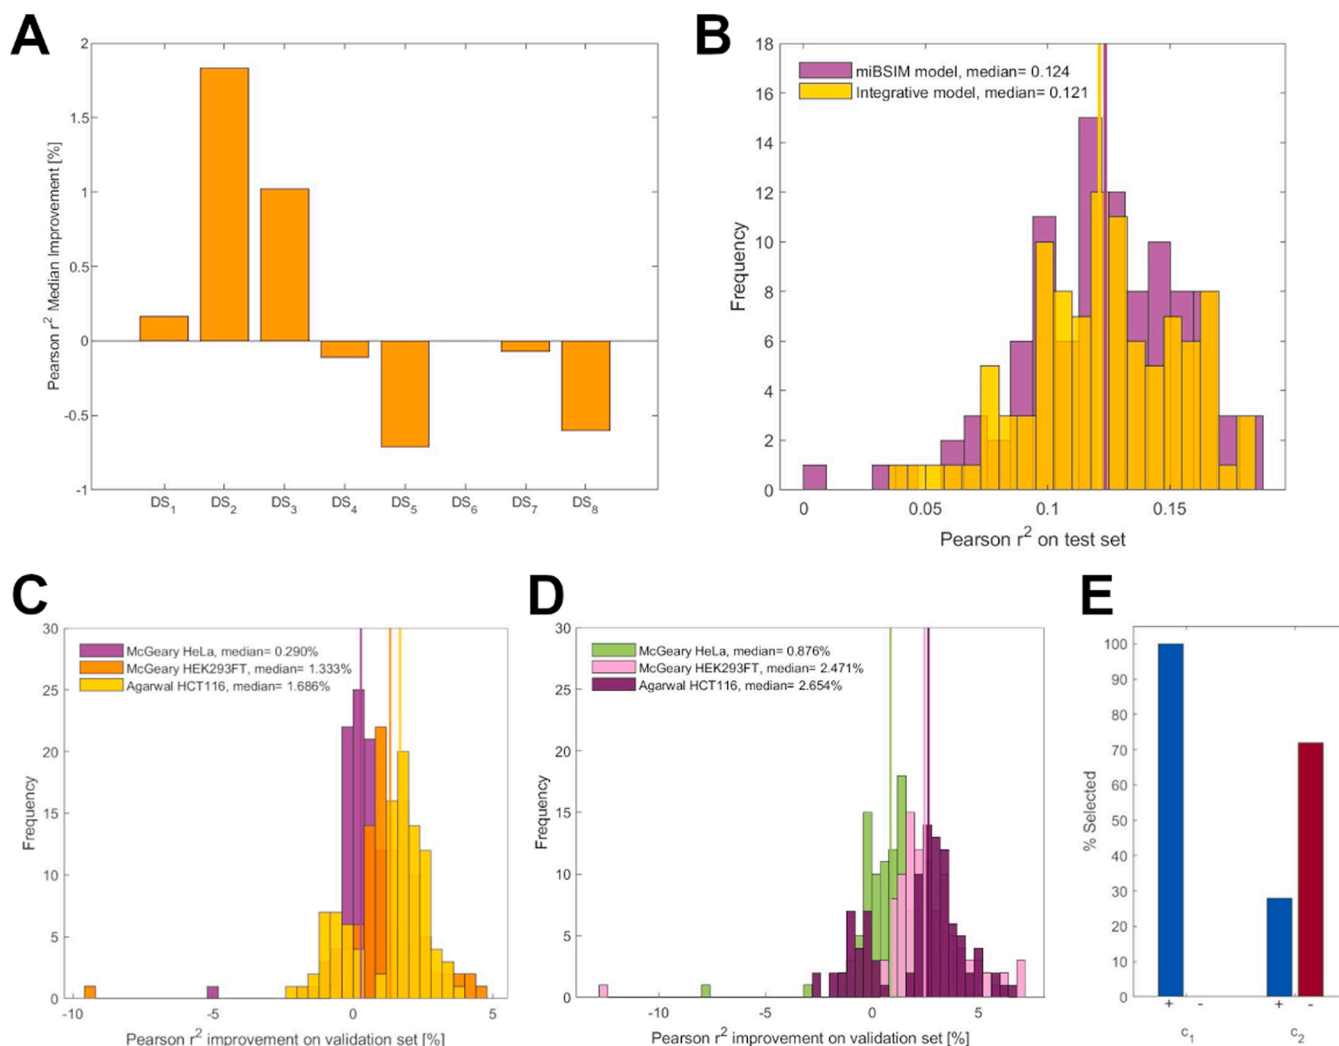 A
2
1.5
1
0.5
0
-0.5
-1
Pearson r² Median Improvement [%]
DS₁ DS₂ DS₃ DS₄ DS₅ DS₆ DS₇ DS₈
B
18
16
14
12
10
8
6
4
2
0
Frequency
miBSIM model, median= 0.124
Integrative model, median= 0.121
0 0.05 0.1 0.15
Pearson r² on test set
C
30
25
20
15
10
5
0
Frequency
McGeary HeLa, median= 0.290%
McGeary HEK293FT, median= 1.333%
Agarwal HCT116, median= 1.686%
-10 -5 0 5
Pearson r² improvement on validation set [%]
D
30
25
20
15
10
5
0
Frequency
McGeary HeLa, median= 0.876%
McGeary HEK293FT, median= 2.471%
Agarwal HCT116, median= 2.654%
-10 -5 0 5
Pearson r² improvement on validation set [%]
E
100
90
80
70
60
50
40
30
20
10
0
% Selected
+ - + -
c₁ c₂